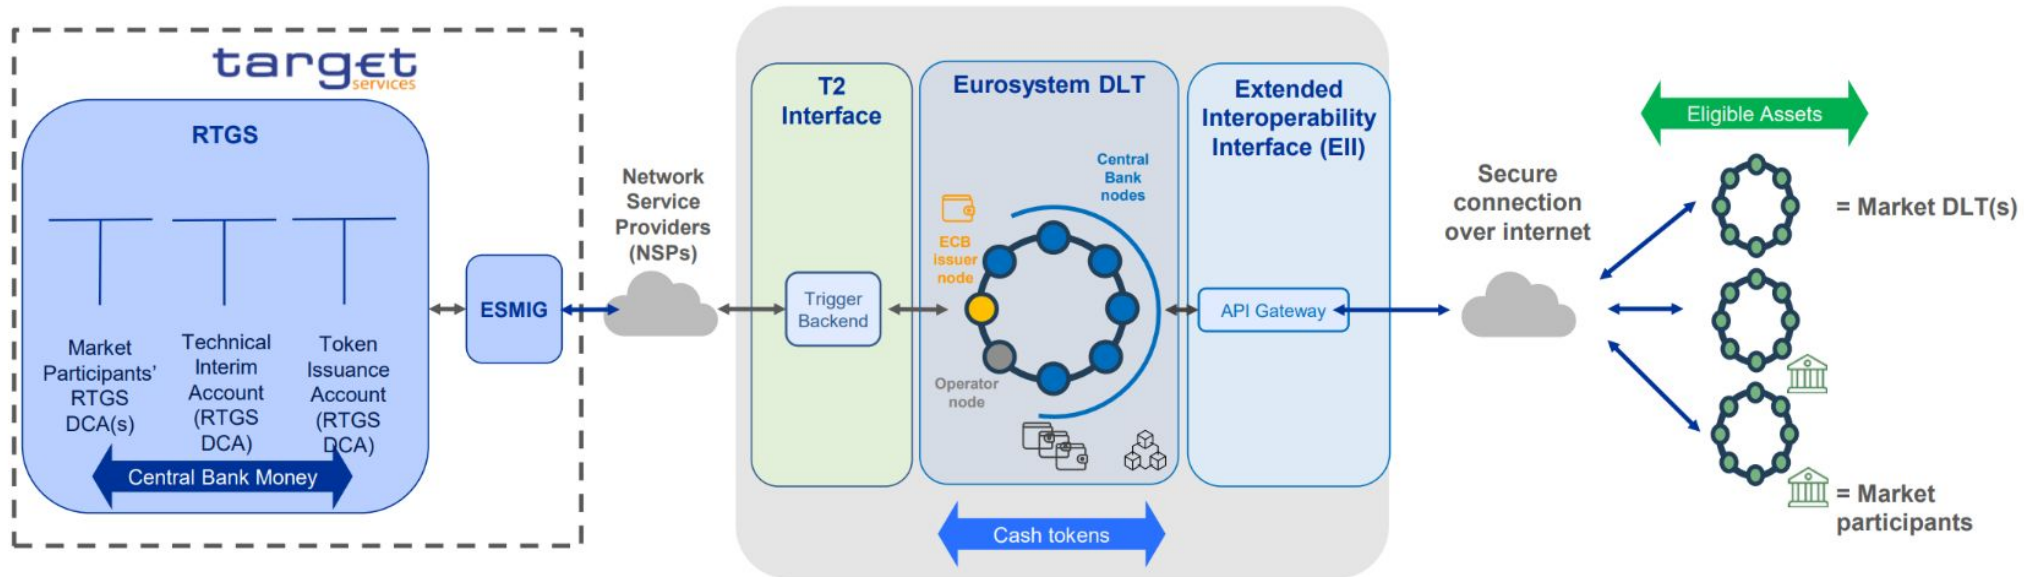 target
services
RTGS
Market
Participants’
RTGS
DCA(s)
Technical
Interim
Account
(RTGS
DCA)
Token
Issuance
Account
(RTGS
DCA)
Central Bank Money
ESMIG
Network
Service
Providers
(NSPs)
T2
Interface
Trigger
Backend
Eurosystem DLT
Central
Bank
nodes
ECB
issuer
node
Operator
node
Cash tokens
Extended
Interoperability
Interface (EII)
API Gateway
Secure
connection
over internet
Eligible Assets
= Market DLT(s)
= Market
participants